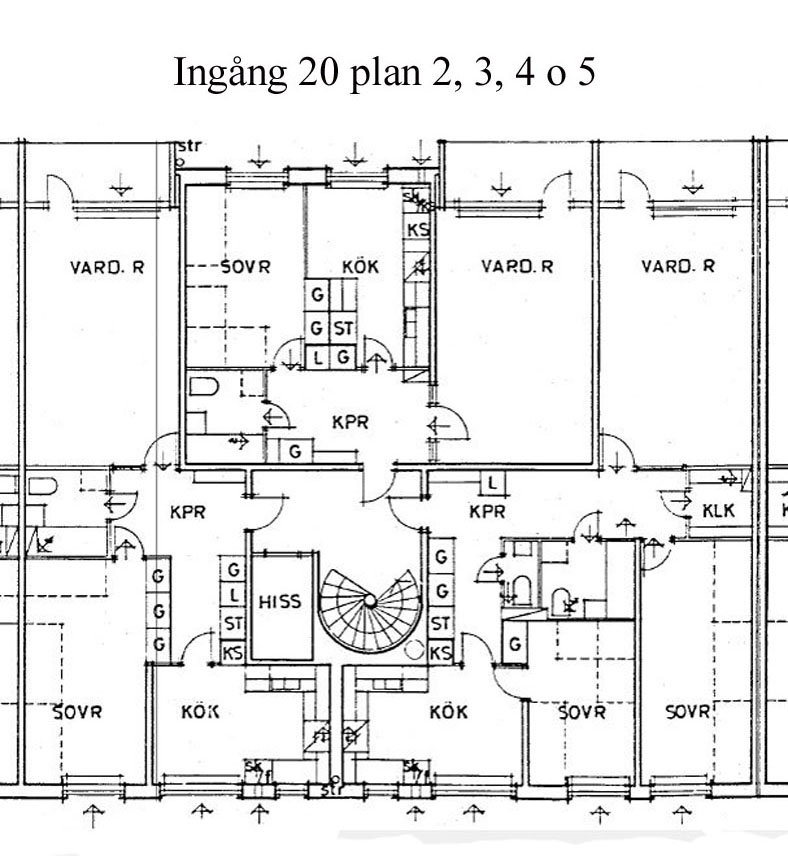 Ingång 20 plan 2, 3, 4 o 5
str
SK
KS
VARD. R
SOVR
KÖK
VARD. R
VARD. R
G
G ST
L G
KPR
G
L
KPR
KPR
KLK
K
G
G
L
ST
KS
G
G
G
HISS
G
G
ST
KS
G
SOVR
KÖK
KÖK
SOVR
SOVR
SK
SK
str